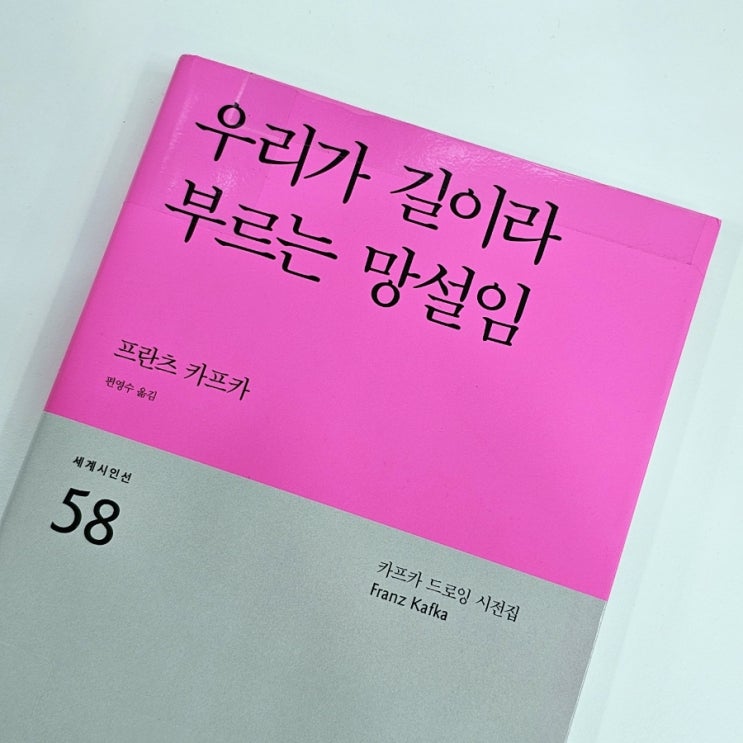 우리가 길이라
부르는 망설임
프란츠 카프카
편영수 옮김
세계시인선
58
카프카 드로잉 시전집
Franz Kafka